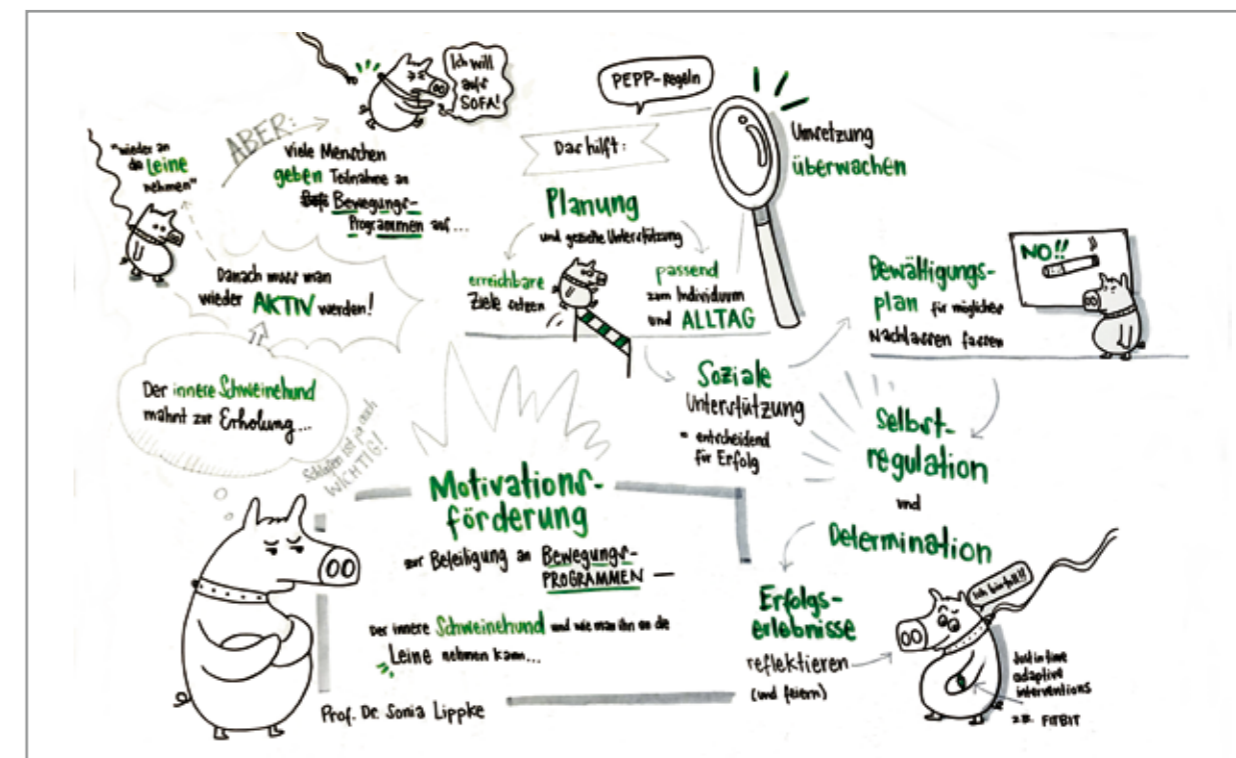 Motivations-
förderung
zur Beteiligung an Bewegungs-
PROGRAMMEN —
Der innere Schweinehund und wie man ihn an die
Leine nehmen kann...
Prof. Dr. Sonia Lippke
Schlafen ist ja auch
WICHTIG!
Der innere Schweinehund
mahnt zur Erholung...
Danach muss man
wieder AKTIV werden!
"wieder an
die Leine
nehmen"
ABER:
Viele Menschen
geben Teilnahme an
Bewegungs-
Programmen auf...
Ich will
aufs
SOFA!
PEPP-Regeln
Das hilft:
Planung
und gezielte Unterstützung
erreichbare
Ziele setzen
passend
zum Individuum
und ALLTAG
Umsetzung
überwachen
Soziale
Unterstützung
= entscheidend
für Erfolg
Bewältigungs-
plan für mögliches
Nachlassen fassen
NO!!
Selbst-
regulation
und
Determination
Erfolgs-
erlebnisse
reflektieren
(und feiern)
Ich bin toll!!
Just in time
adaptive
interventions
z.B. FITBIT